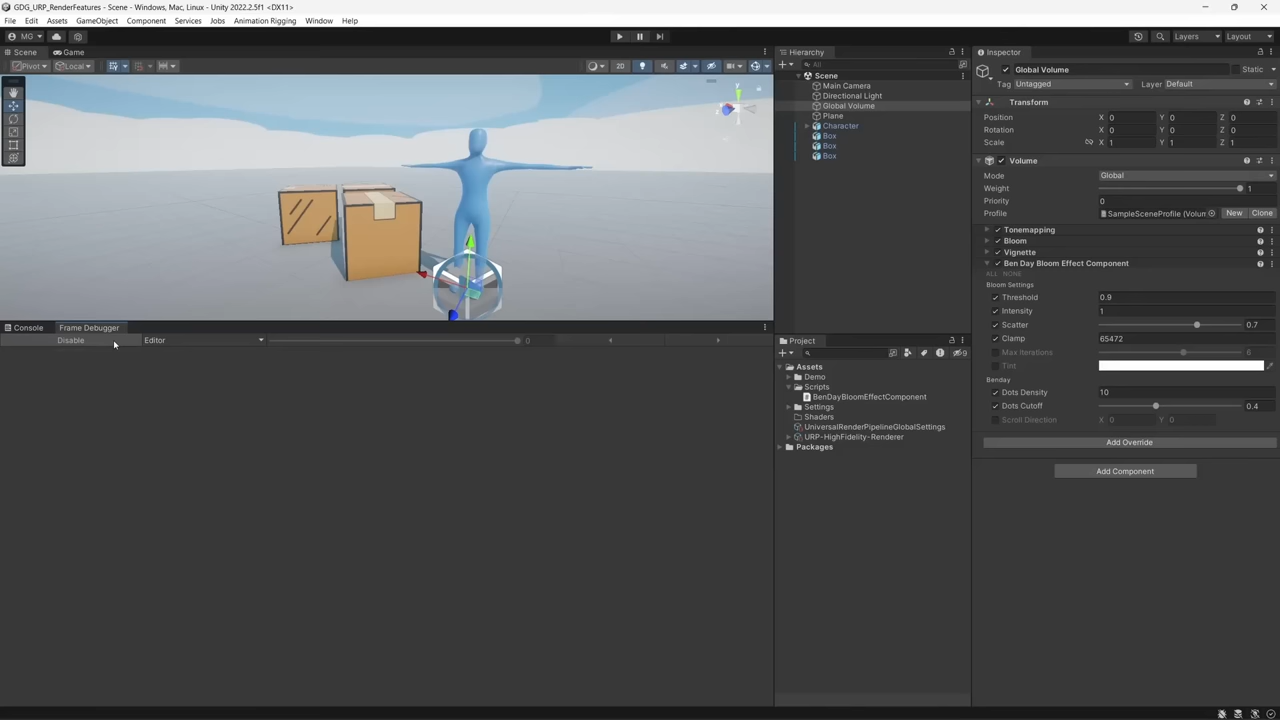 GDG_URP_RenderFeatures - Scene - Windows, Mac, Linux - Unity 2022.2.5f1 <DX11>
File Edit Assets GameObject Component Services Jobs Animation Rigging Window Help
MG Layers Layout
Scene Game
Pivot Local 2D
Console Frame Debugger
Disable Editor 0
Hierarchy
All
Scene
Main Camera
Directional Light
Global Volume
Plane
Character
Box
Box
Box
Project
9
Assets
Demo
Scripts
BenDayBloomEffectComponent
Settings
Shaders
UniversalRenderPipelineGlobalSettings
URP-HighFidelity-Renderer
Packages
Inspector
Global Volume Static
Tag Untagged Layer Default
Transform
Position X 0 Y 0 Z 0
Rotation X 0 Y 0 Z 0
Scale X 1 Y 1 Z 1
Volume
Mode Global
Weight 1
Priority 0
Profile SampleSceneProfile (Volum New Clone
Tonemapping
Bloom
Vignette
Ben Day Bloom Effect Component
ALL NONE
Bloom Settings
Threshold 0.9
Intensity 1
Scatter 0.7
Clamp 65472
Max Iterations 6
Tint
Benday
Dots Density 10
Dots Cutoff 0.4
Scroll Direction X 0 Y 0
Add Override
Add Component